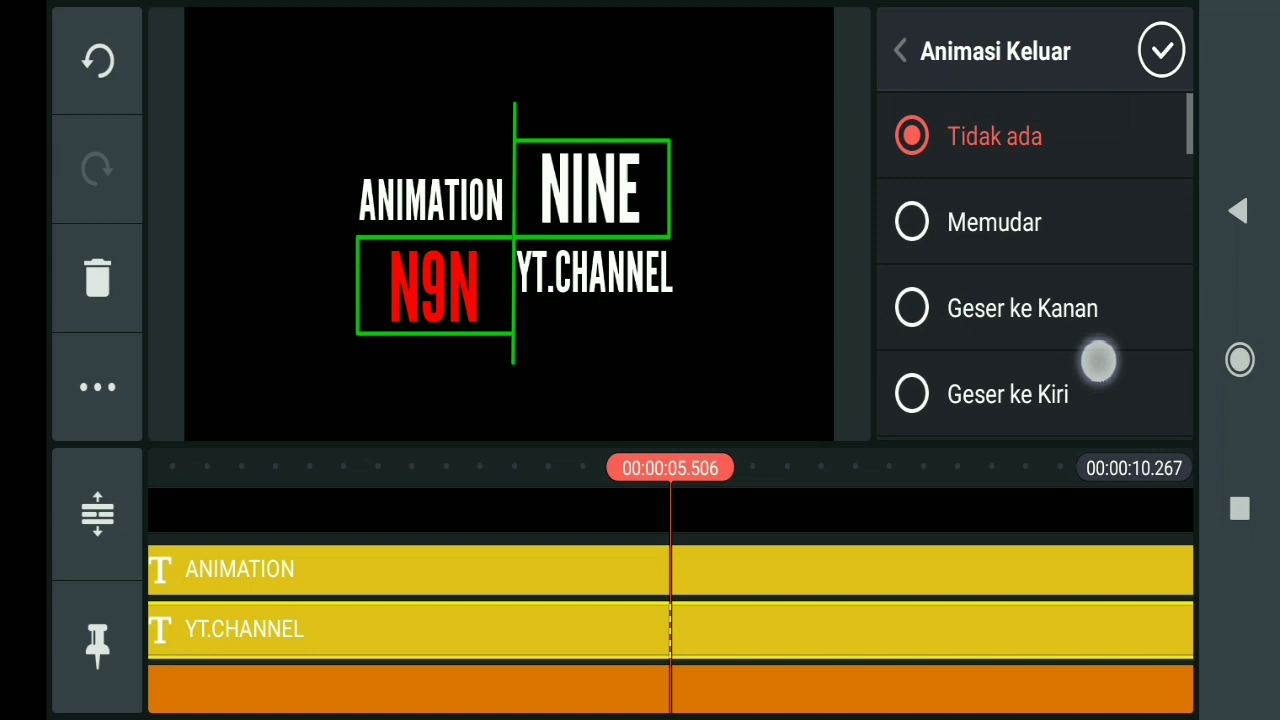 ANIMATION
NINE
N9N
YT.CHANNEL
Animasi Keluar
Tidak ada
Memudar
Geser ke Kanan
Geser ke Kiri
00:00:05.506
00:00:10.267
T ANIMATION
T YT.CHANNEL